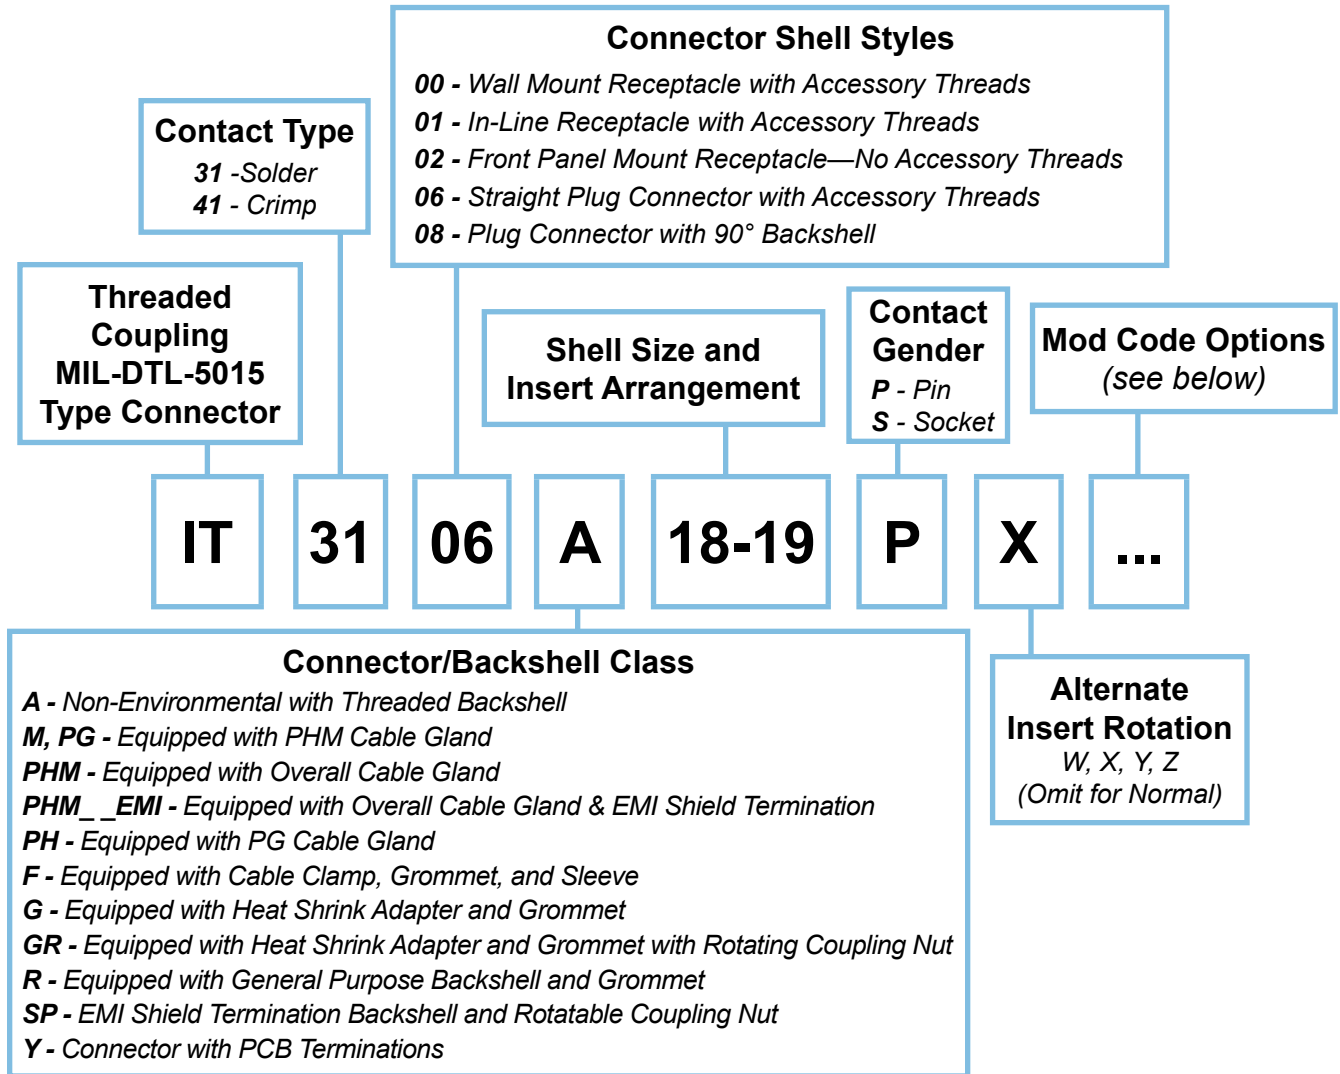 Connector Shell Styles
00 - Wall Mount Receptacle with Accessory Threads
01 - In-Line Receptacle with Accessory Threads
02 - Front Panel Mount Receptacle—No Accessory Threads
06 - Straight Plug Connector with Accessory Threads
08 - Plug Connector with 90° Backshell
Contact Type
31 -Solder
41 - Crimp
Threaded
Coupling
MIL-DTL-5015
Type Connector
Shell Size and
Insert Arrangement
Contact
Gender
P - Pin
S - Socket
Mod Code Options
(see below)
IT 31 06 A 18-19 P X ...
Connector/Backshell Class
A - Non-Environmental with Threaded Backshell
M, PG - Equipped with PHM Cable Gland
PHM - Equipped with Overall Cable Gland
PHM_ _EMI - Equipped with Overall Cable Gland & EMI Shield Termination
PH - Equipped with PG Cable Gland
F - Equipped with Cable Clamp, Grommet, and Sleeve
G - Equipped with Heat Shrink Adapter and Grommet
GR - Equipped with Heat Shrink Adapter and Grommet with Rotating Coupling Nut
R - Equipped with General Purpose Backshell and Grommet
SP - EMI Shield Termination Backshell and Rotatable Coupling Nut
Y - Connector with PCB Terminations
Alternate
Insert Rotation
W, X, Y, Z
(Omit for Normal)